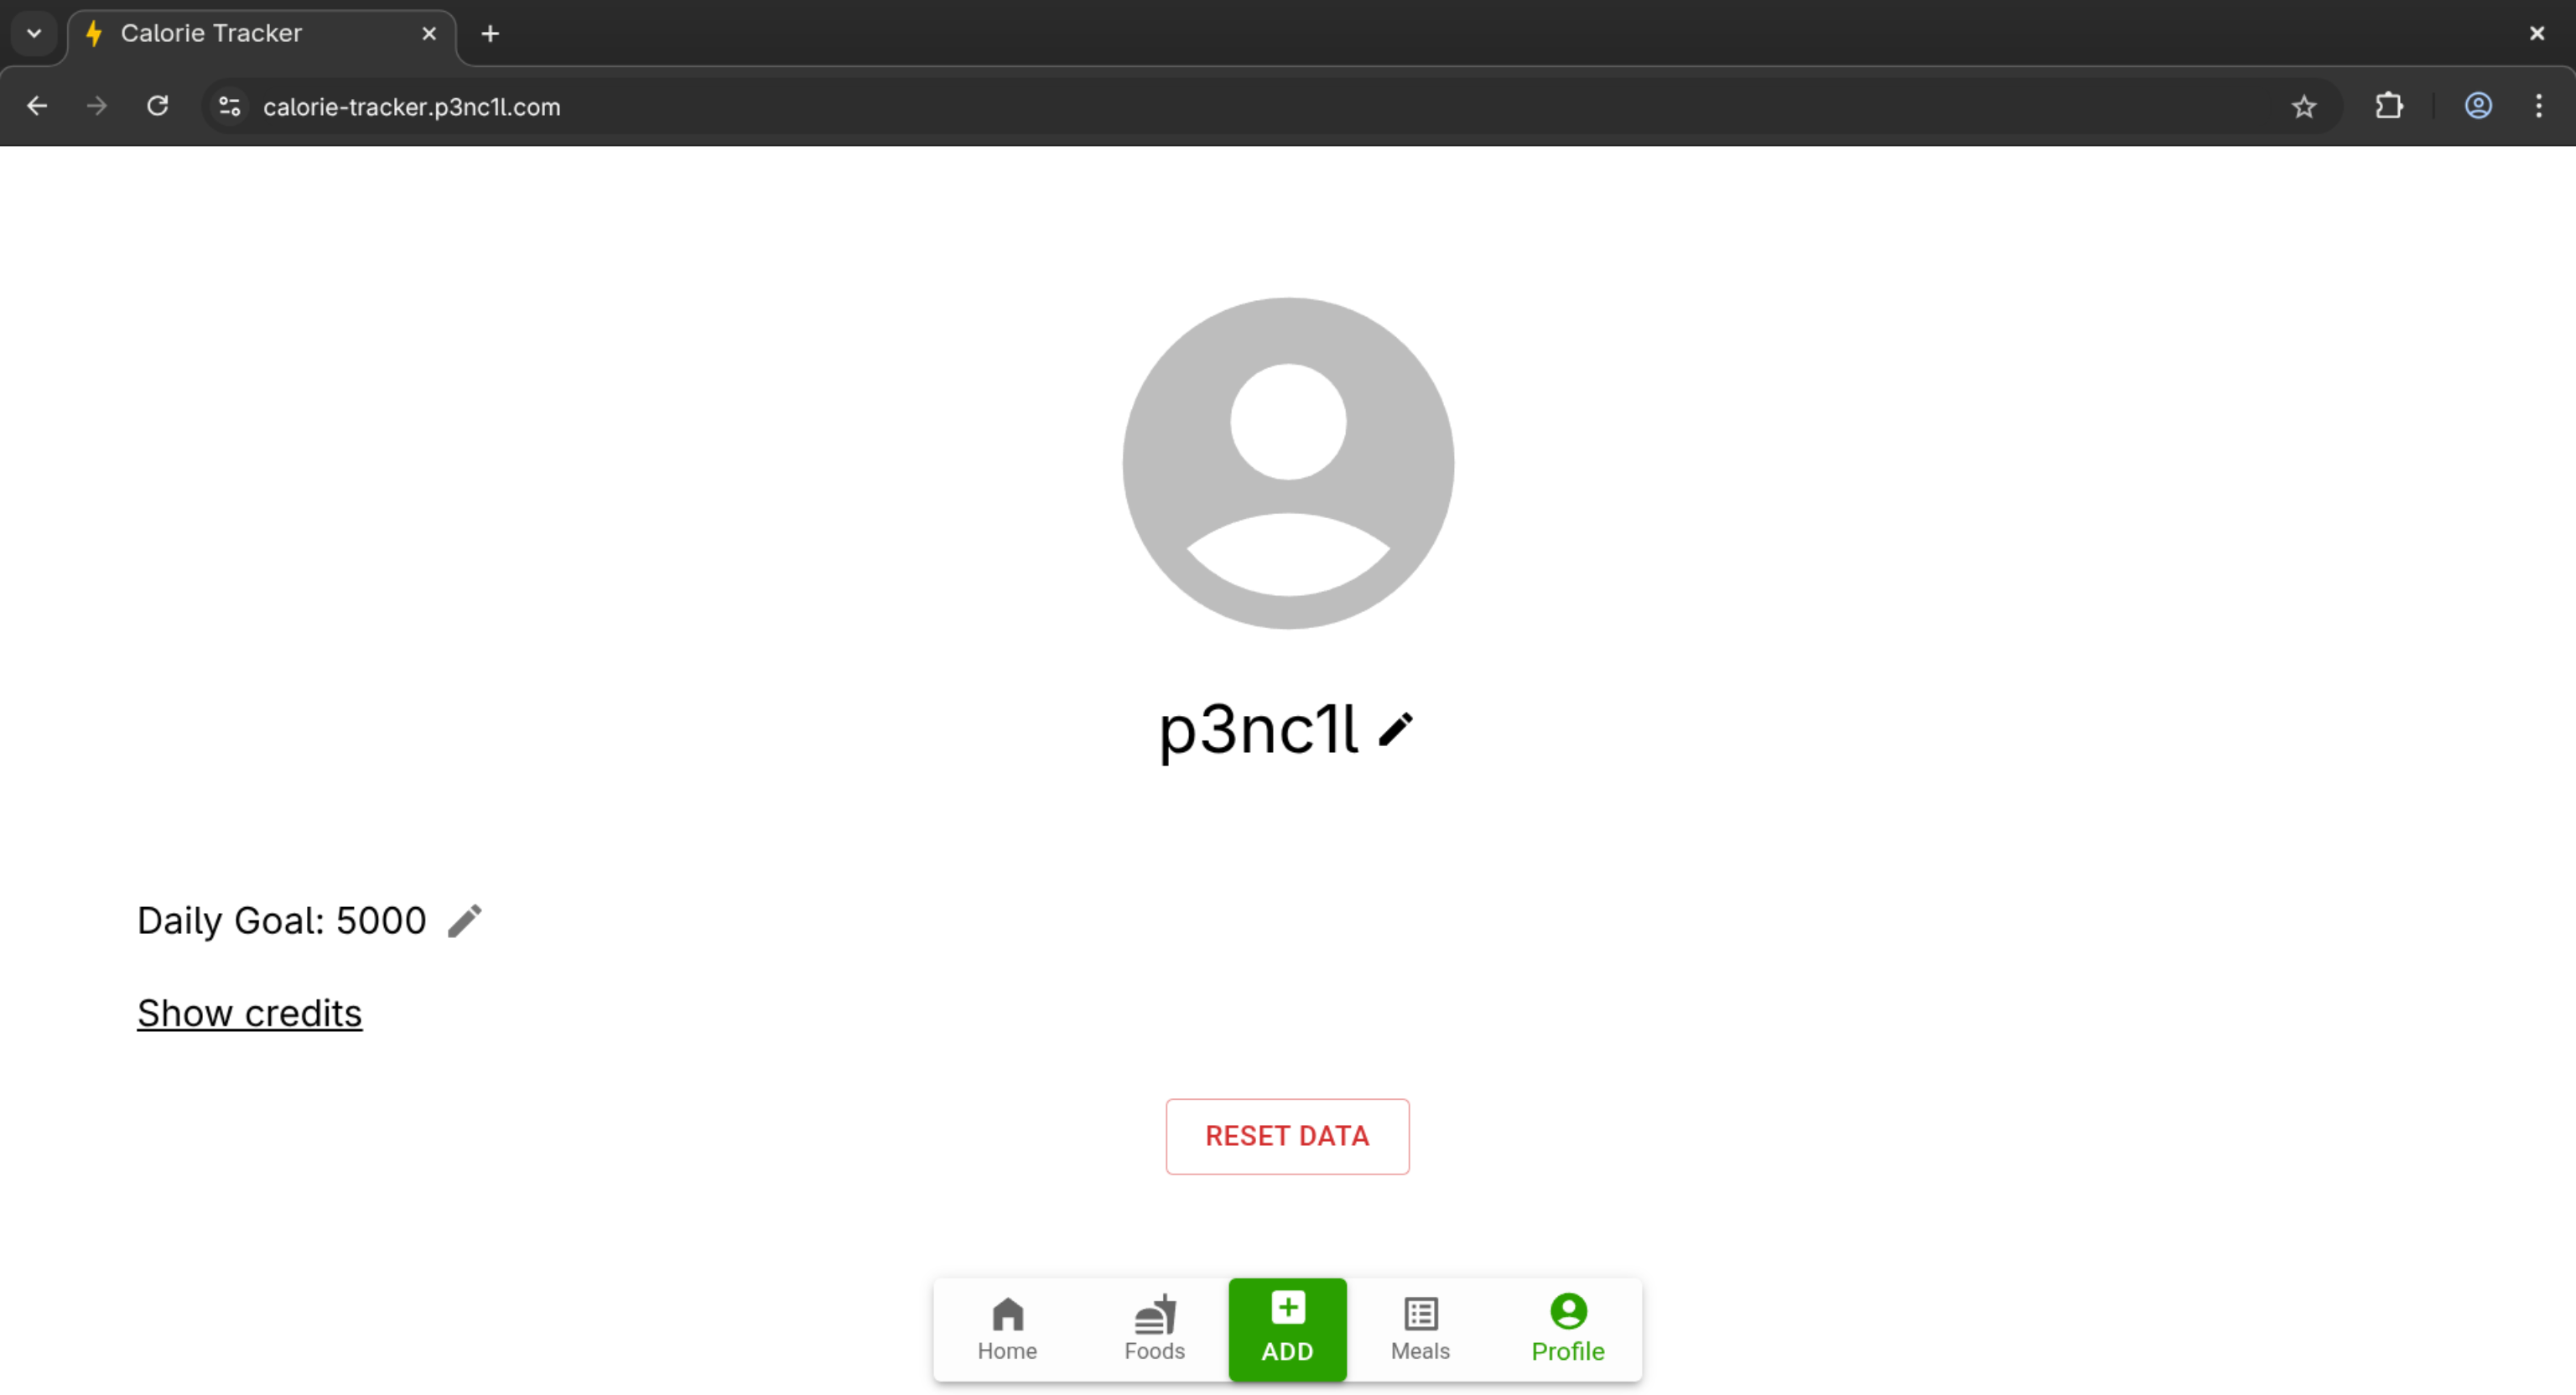 Calorie Tracker
calorie-tracker.p3nc1l.com
p3nc1l
Daily Goal: 5000
Show credits
RESET DATA
Home
Foods
ADD
Meals
Profile